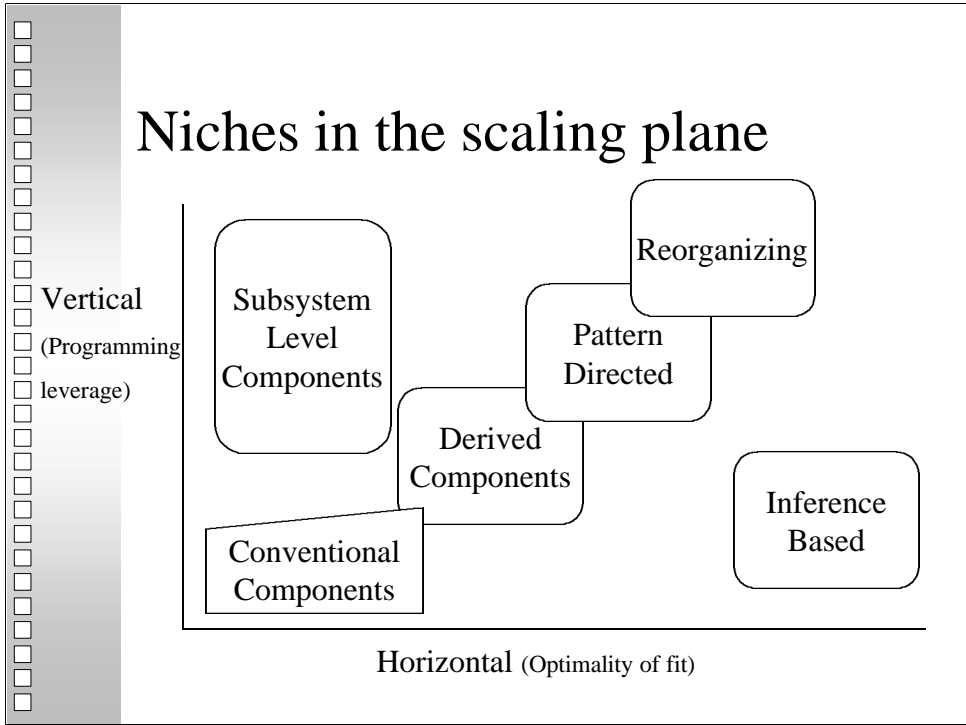 Niches in the scaling plane
Vertical
(Programming
leverage)
Subsystem
Level
Components
Reorganizing
Pattern
Directed
Derived
Components
Inference
Based
Conventional
Components
Horizontal (Optimality of fit)